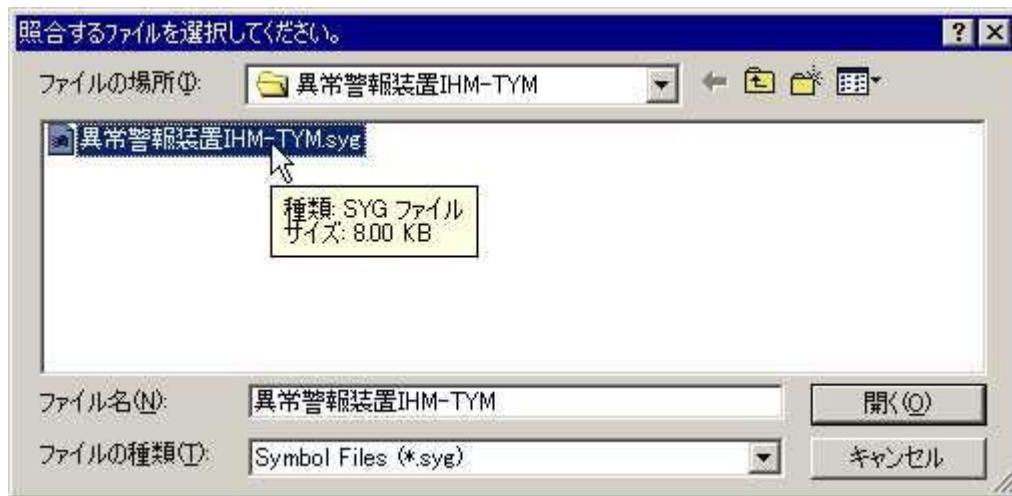 照合するファイルを選択してください。
ファイルの場所(I):
異常警報装置IHM-TYM
異常警報装置IHM-TYM.syg
種類: SYG ファイル
サイズ: 8.00 KB
ファイル名(N):
異常警報装置IHM-TYM
開く(O)
ファイルの種類(T):
Symbol Files (*.syg)
キャンセル